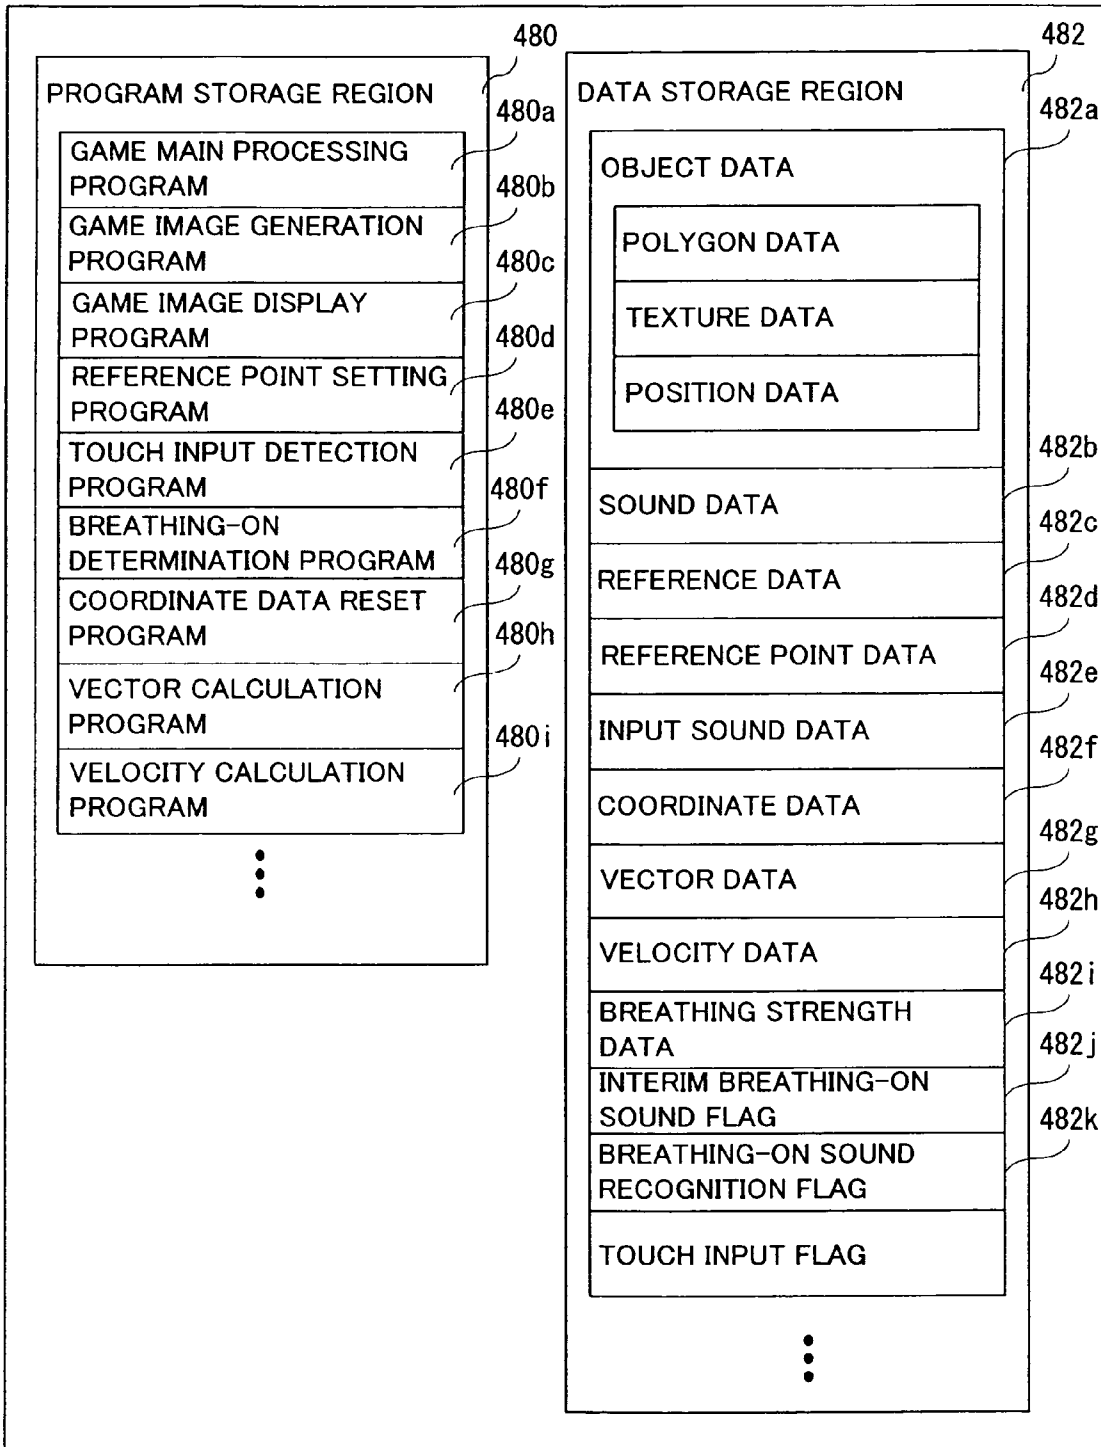 480
PROGRAM STORAGE REGION
480a
GAME MAIN PROCESSING
PROGRAM
480b
GAME IMAGE GENERATION
PROGRAM
480c
GAME IMAGE DISPLAY
PROGRAM
480d
REFERENCE POINT SETTING
PROGRAM
480e
TOUCH INPUT DETECTION
PROGRAM
480f
BREATHING-ON
DETERMINATION PROGRAM
480g
COORDINATE DATA RESET
PROGRAM
480h
VECTOR CALCULATION
PROGRAM
480i
VELOCITY CALCULATION
PROGRAM
482
DATA STORAGE REGION
482a
OBJECT DATA
POLYGON DATA
TEXTURE DATA
POSITION DATA
482b
SOUND DATA
482c
REFERENCE DATA
482d
REFERENCE POINT DATA
482e
INPUT SOUND DATA
482f
COORDINATE DATA
482g
VECTOR DATA
482h
VELOCITY DATA
482i
BREATHING STRENGTH
DATA
482j
INTERIM BREATHING-ON
SOUND FLAG
482k
BREATHING-ON SOUND
RECOGNITION FLAG
TOUCH INPUT FLAG